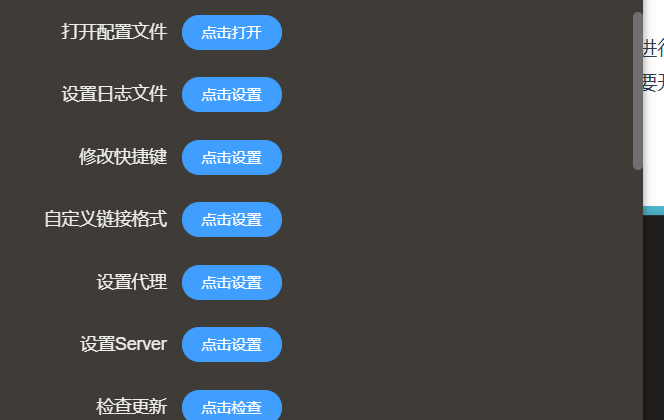 打开配置文件 点击打开
设置日志文件 点击设置
修改快捷键 点击设置
自定义链接格式 点击设置
设置代理 点击设置
设置Server 点击设置
检查更新 点击检查
进行
要